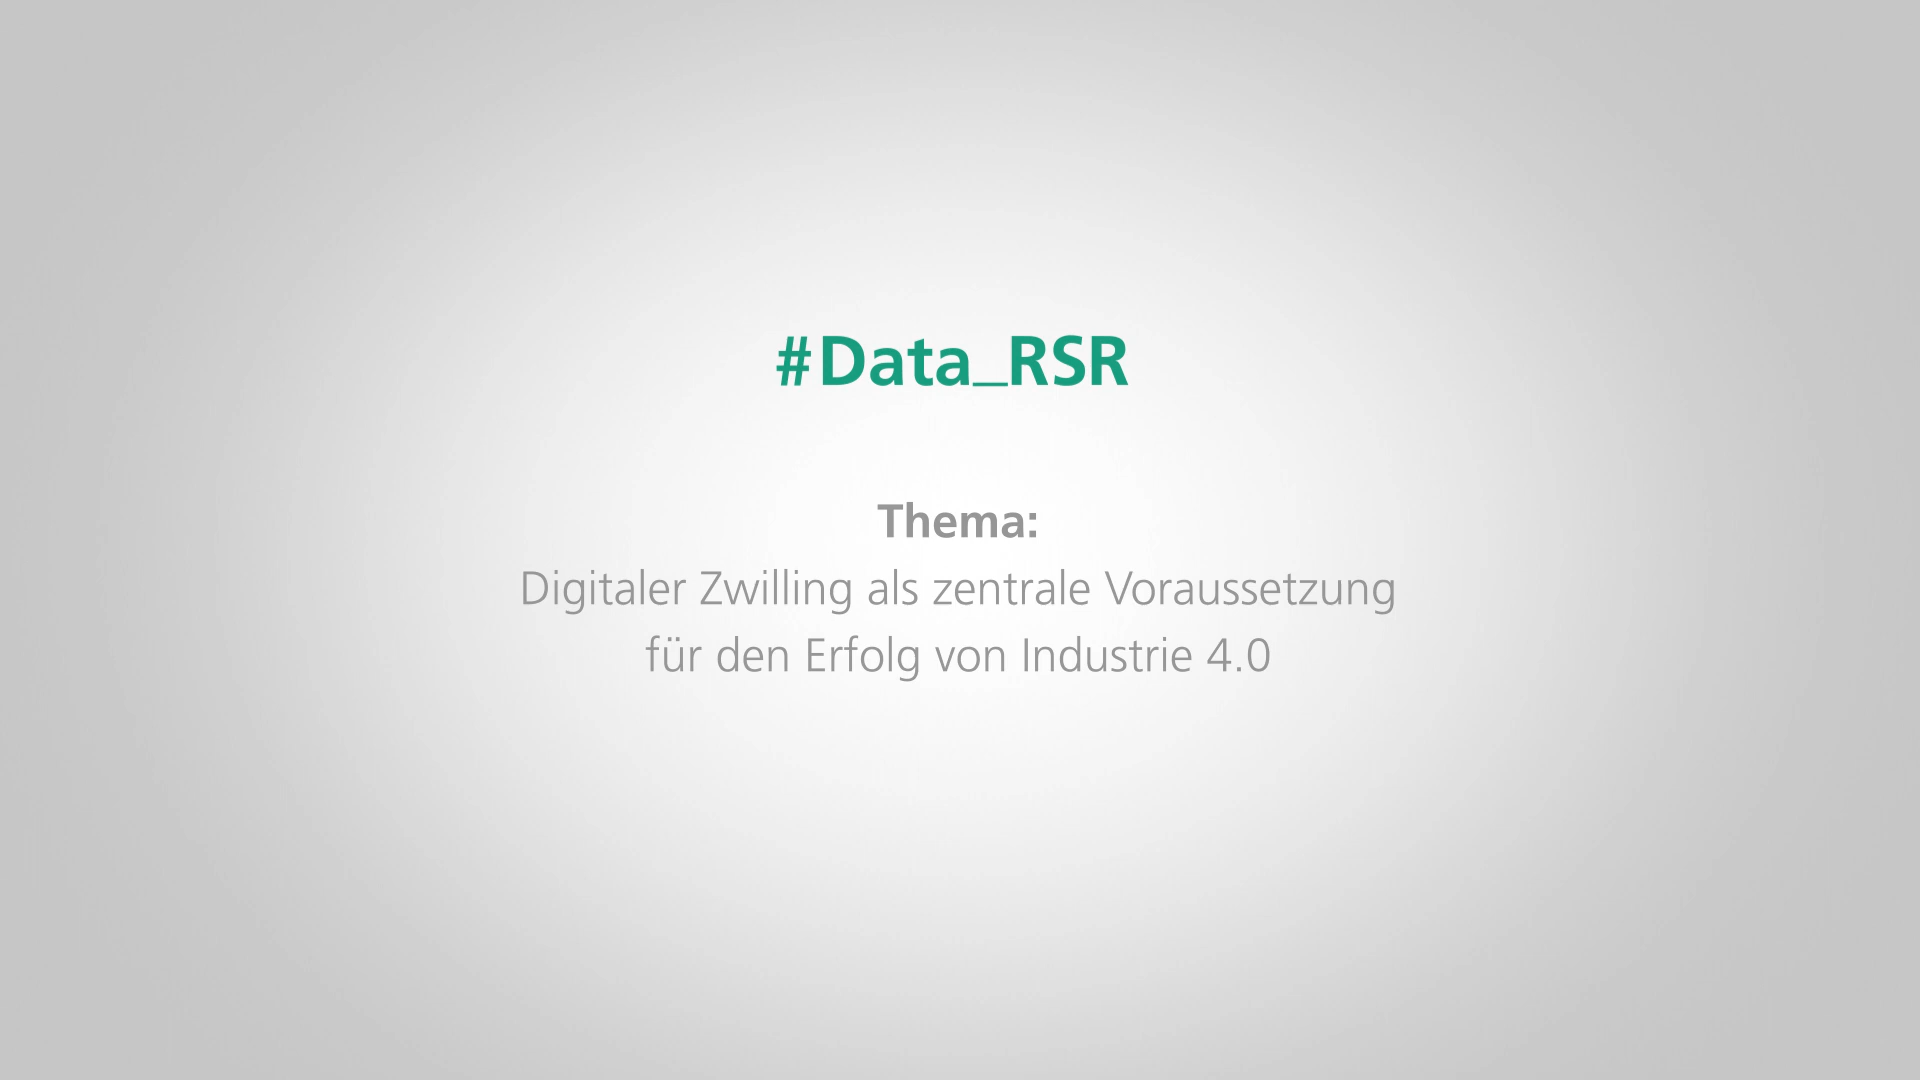 #Data_RSR
Thema:
Digitaler Zwilling als zentrale Voraussetzung
für den Erfolg von Industrie 4.0